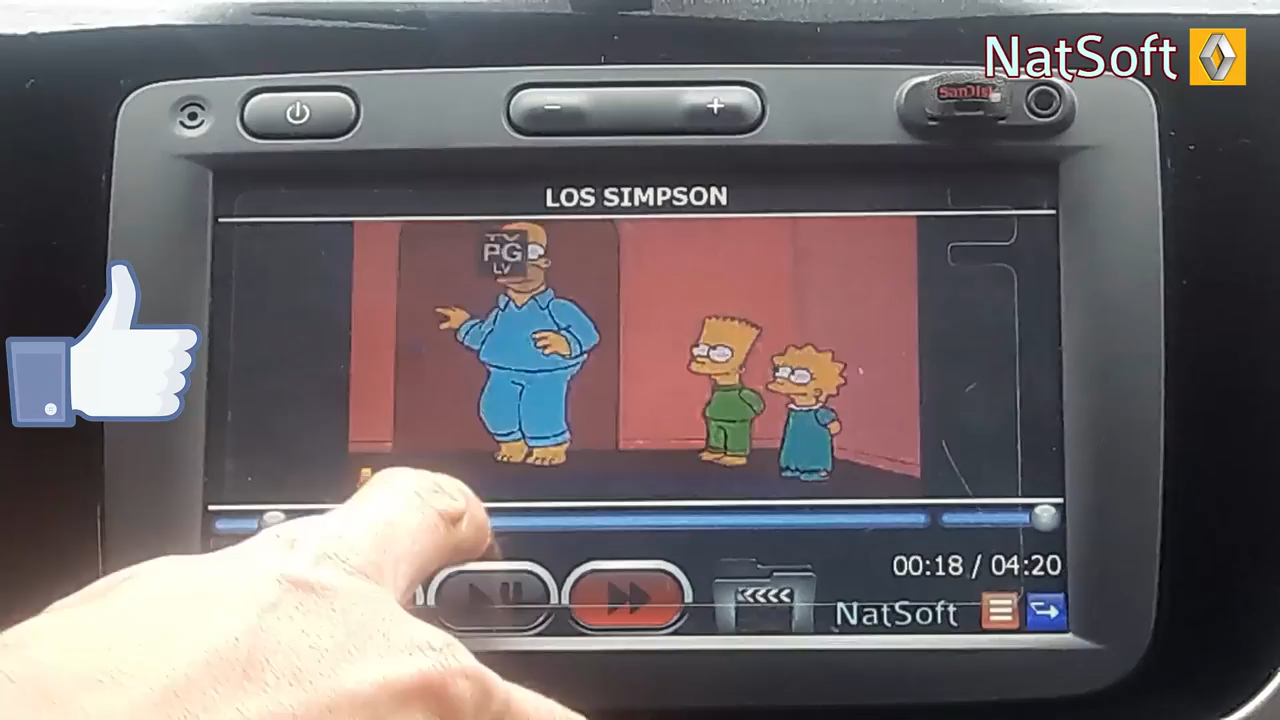 NatSoft
SanDisk
LOS SIMPSON
TV
PG
LV
00:18 / 04:20
NatSoft